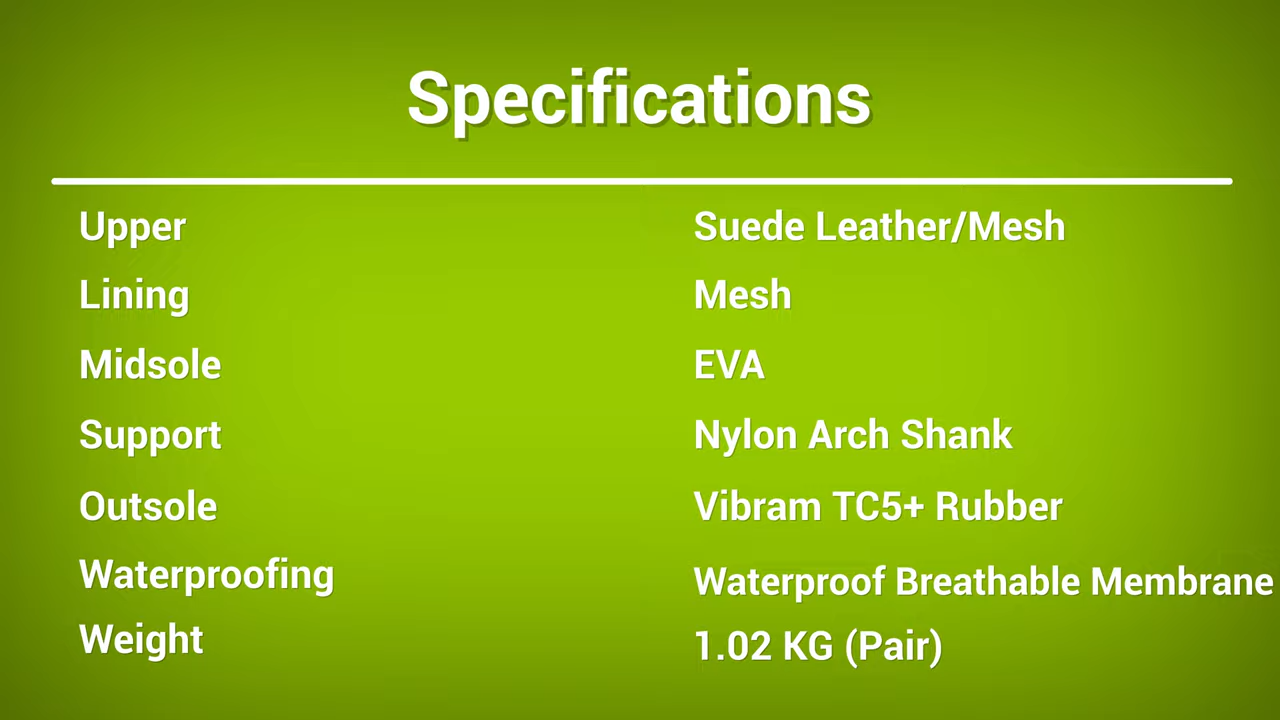 Specifications
Upper Suede Leather/Mesh
Lining Mesh
Midsole EVA
Support Nylon Arch Shank
Outsole Vibram TC5+ Rubber
Waterproofing Waterproof Breathable Membrane
Weight 1.02 KG (Pair)